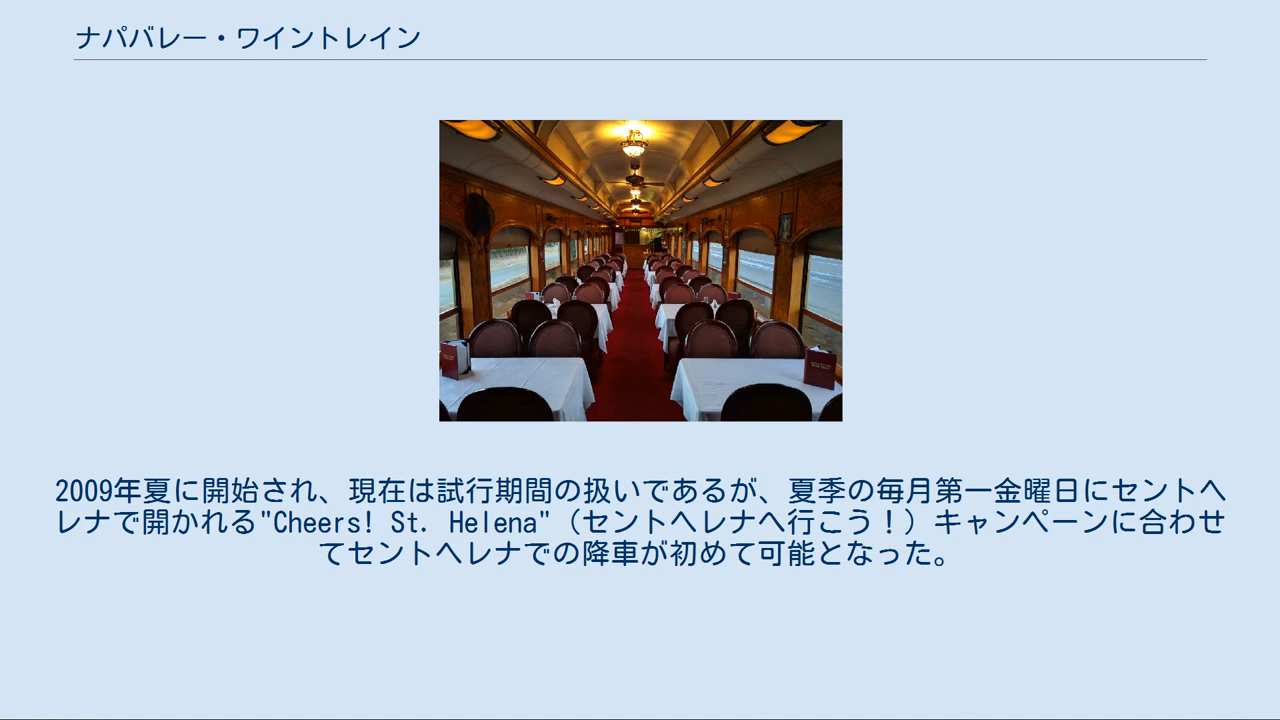 ナパバレー・ワイントレイン
2009年夏に開始され、現在は試行期間の扱いであるが、夏季の毎月第一金曜日にセントヘ
レナで開かれる"Cheers! St. Helena"（セントヘレナへ行こう！）キャンペーンに合わせ
てセントヘレナでの降車が初めて可能となった。